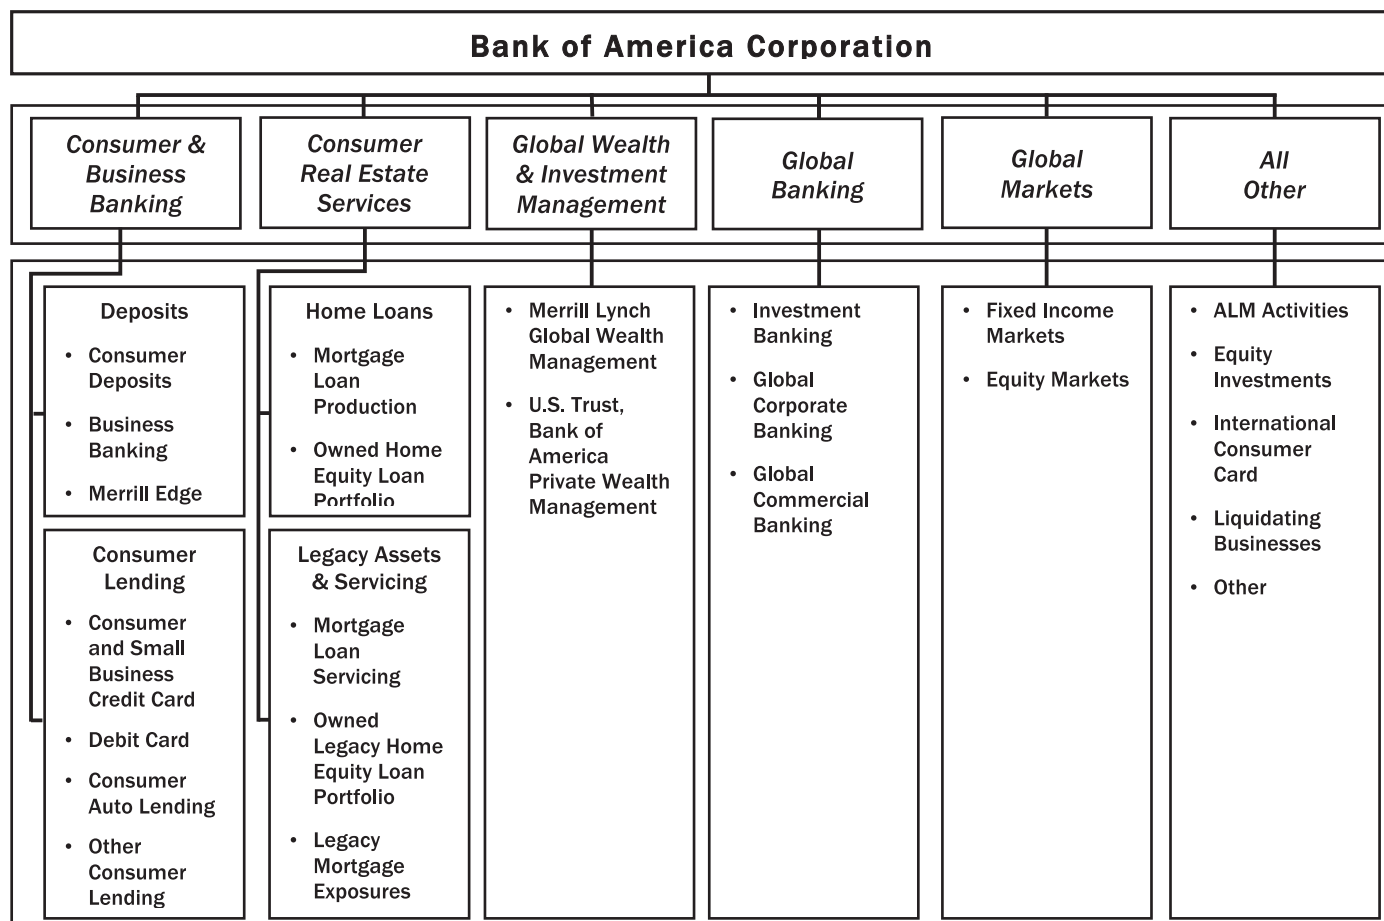 Bank of America Corporation
Consumer &
Business
Banking
Consumer
Real Estate
Services
Global Wealth
& Investment
Management
Global
Banking
Global
Markets
All
Other
Deposits
• Consumer
Deposits
• Business
Banking
• Merrill Edge
Consumer
Lending
• Consumer
and Small
Business
Credit Card
• Debit Card
• Consumer
Auto Lending
• Other
Consumer
Lending
Home Loans
• Mortgage
Loan
Production
• Owned Home
Equity Loan
Portfolio
Legacy Assets
& Servicing
• Mortgage
Loan
Servicing
• Owned
Legacy Home
Equity Loan
Portfolio
• Legacy
Mortgage
Exposures
• Merrill Lynch
Global Wealth
Management
• U.S. Trust,
Bank of
America
Private Wealth
Management
• Investment
Banking
• Global
Corporate
Banking
• Global
Commercial
Banking
• Fixed Income
Markets
• Equity Markets
• ALM Activities
• Equity
Investments
• International
Consumer
Card
• Liquidating
Businesses
• Other